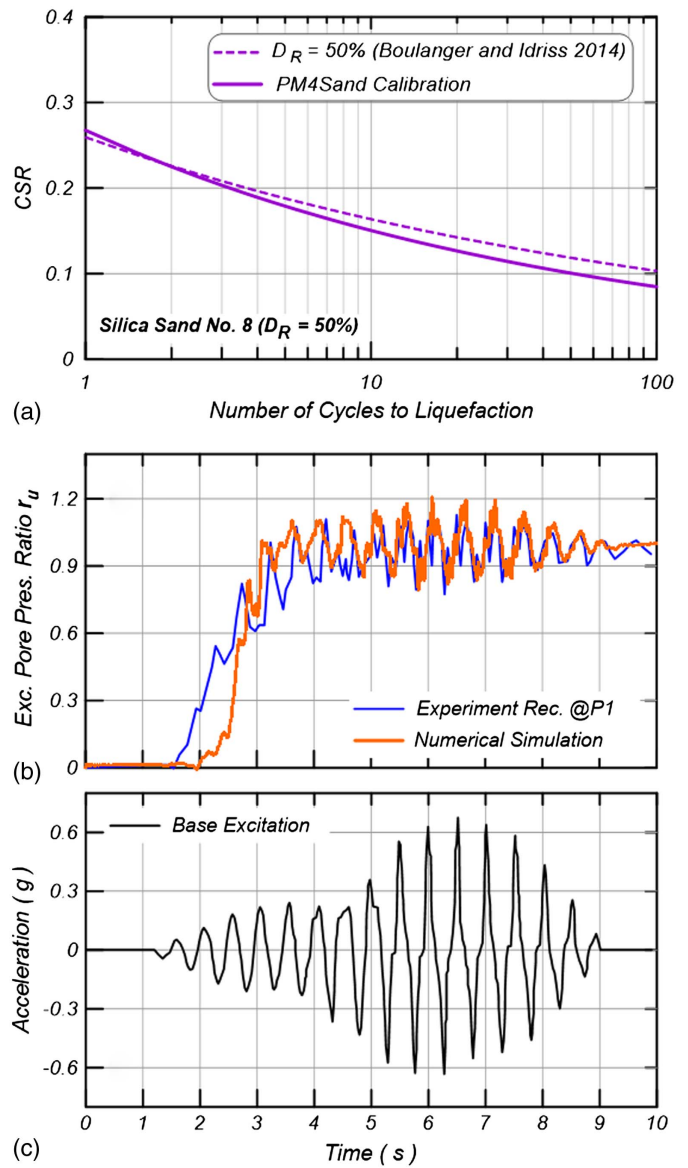 0.4
D R = 50% (Boulanger and Idriss 2014)
PM4Sand Calibration
0.3
CSR
0.2
0.1
Silica Sand No. 8 (D R = 50%)
0
1
10
100
(a)
Number of Cycles to Liquefaction
1.2
Exc. Pore Pres. Ratio ru
0.9
0.6
0.3
Experiment Rec. @P1
Numerical Simulation
(b)
0
Base Excitation
0.6
Acceleration ( g )
0.3
0
-0.3
-0.6
0 1 2 3 4 5 6 7 8 9 10
(c)
Time ( s )